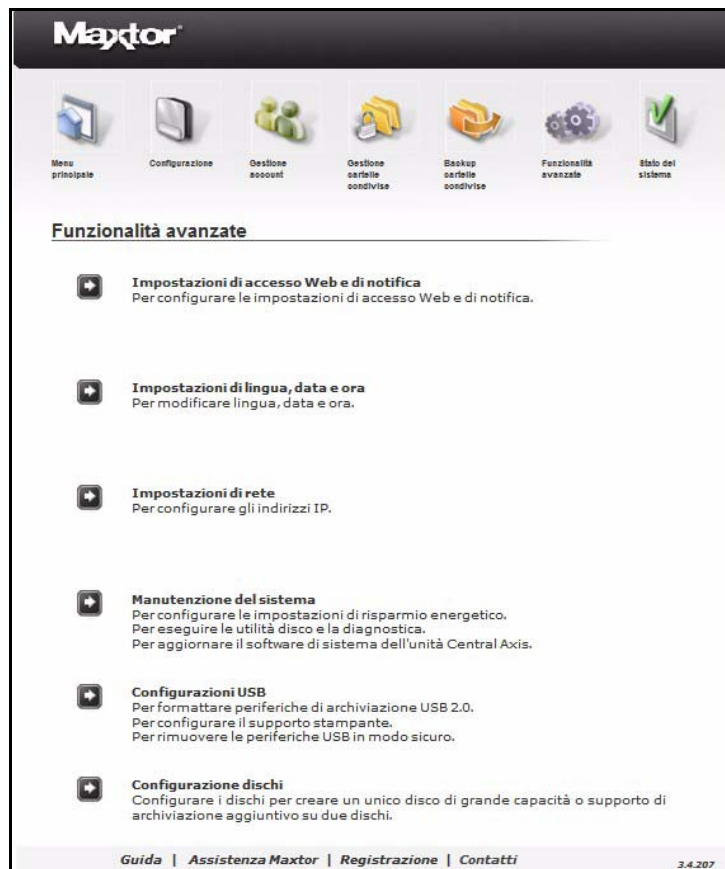 Maxtor
Menu principale
Configurazione
Gestione account
Gestione cartelle condivise
Backup cartelle condivise
Funzionalità avanzate
Stato del sistema
Funzionalità avanzate
Impostazioni di accesso Web e di notifica
Per configurare le impostazioni di accesso Web e di notifica.
Impostazioni di lingua, data e ora
Per modificare lingua, data e ora.
Impostazioni di rete
Per configurare gli indirizzi IP.
Manutenzione del sistema
Per configurare le impostazioni di risparmio energetico.
Per eseguire le utilità disco e la diagnostica.
Per aggiornare il software di sistema dell'unità Central Axis.
Configurazioni USB
Per formattare periferiche di archiviazione USB 2.0.
Per configurare il supporto stampante.
Per rimuovere le periferiche USB in modo sicuro.
Configurazione dischi
Configurare i dischi per creare un unico disco di grande capacità o supporto di
archiviazione aggiuntivo su due dischi.
Guida | Assistenza Maxtor | Registrazione | Contatti
3.4.207